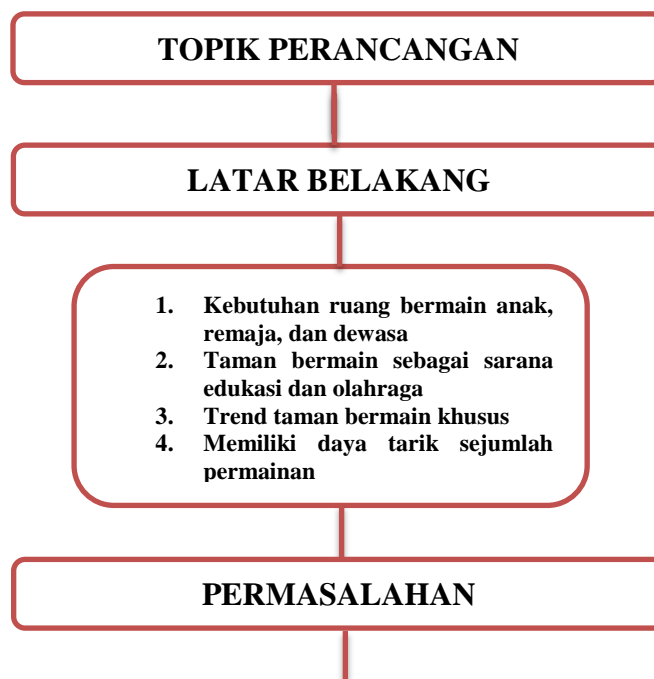 TOPIK PERANCANGAN
LATAR BELAKANG
1. Kebutuhan ruang bermain anak,
remaja, dan dewasa
2. Taman bermain sebagai sarana
edukasi dan olahraga
3. Trend taman bermain khusus
4. Memiliki daya tarik sejumlah
permainan
PERMASALAHAN